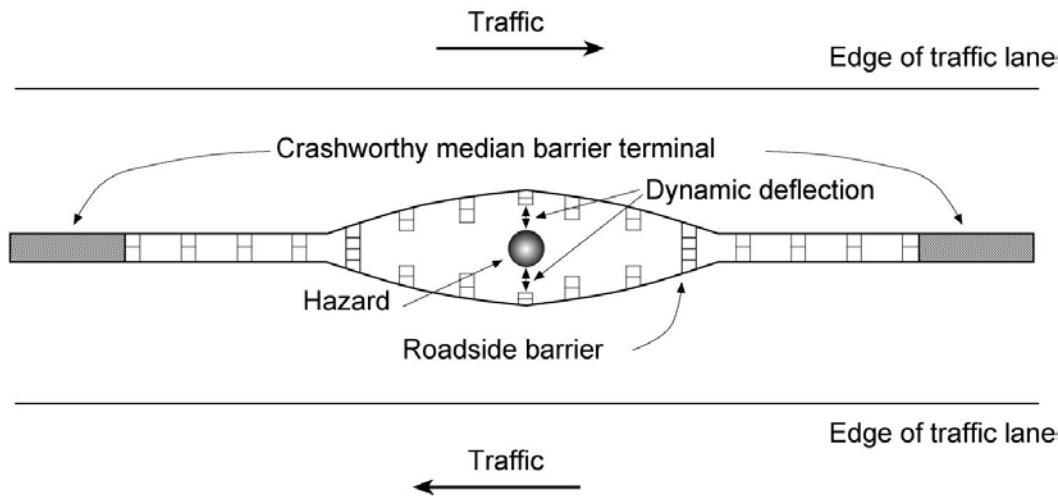 Traffic
Edge of traffic lane
Crashworthy median barrier terminal
Dynamic deflection
Hazard
Roadside barrier
Edge of traffic lane
Traffic